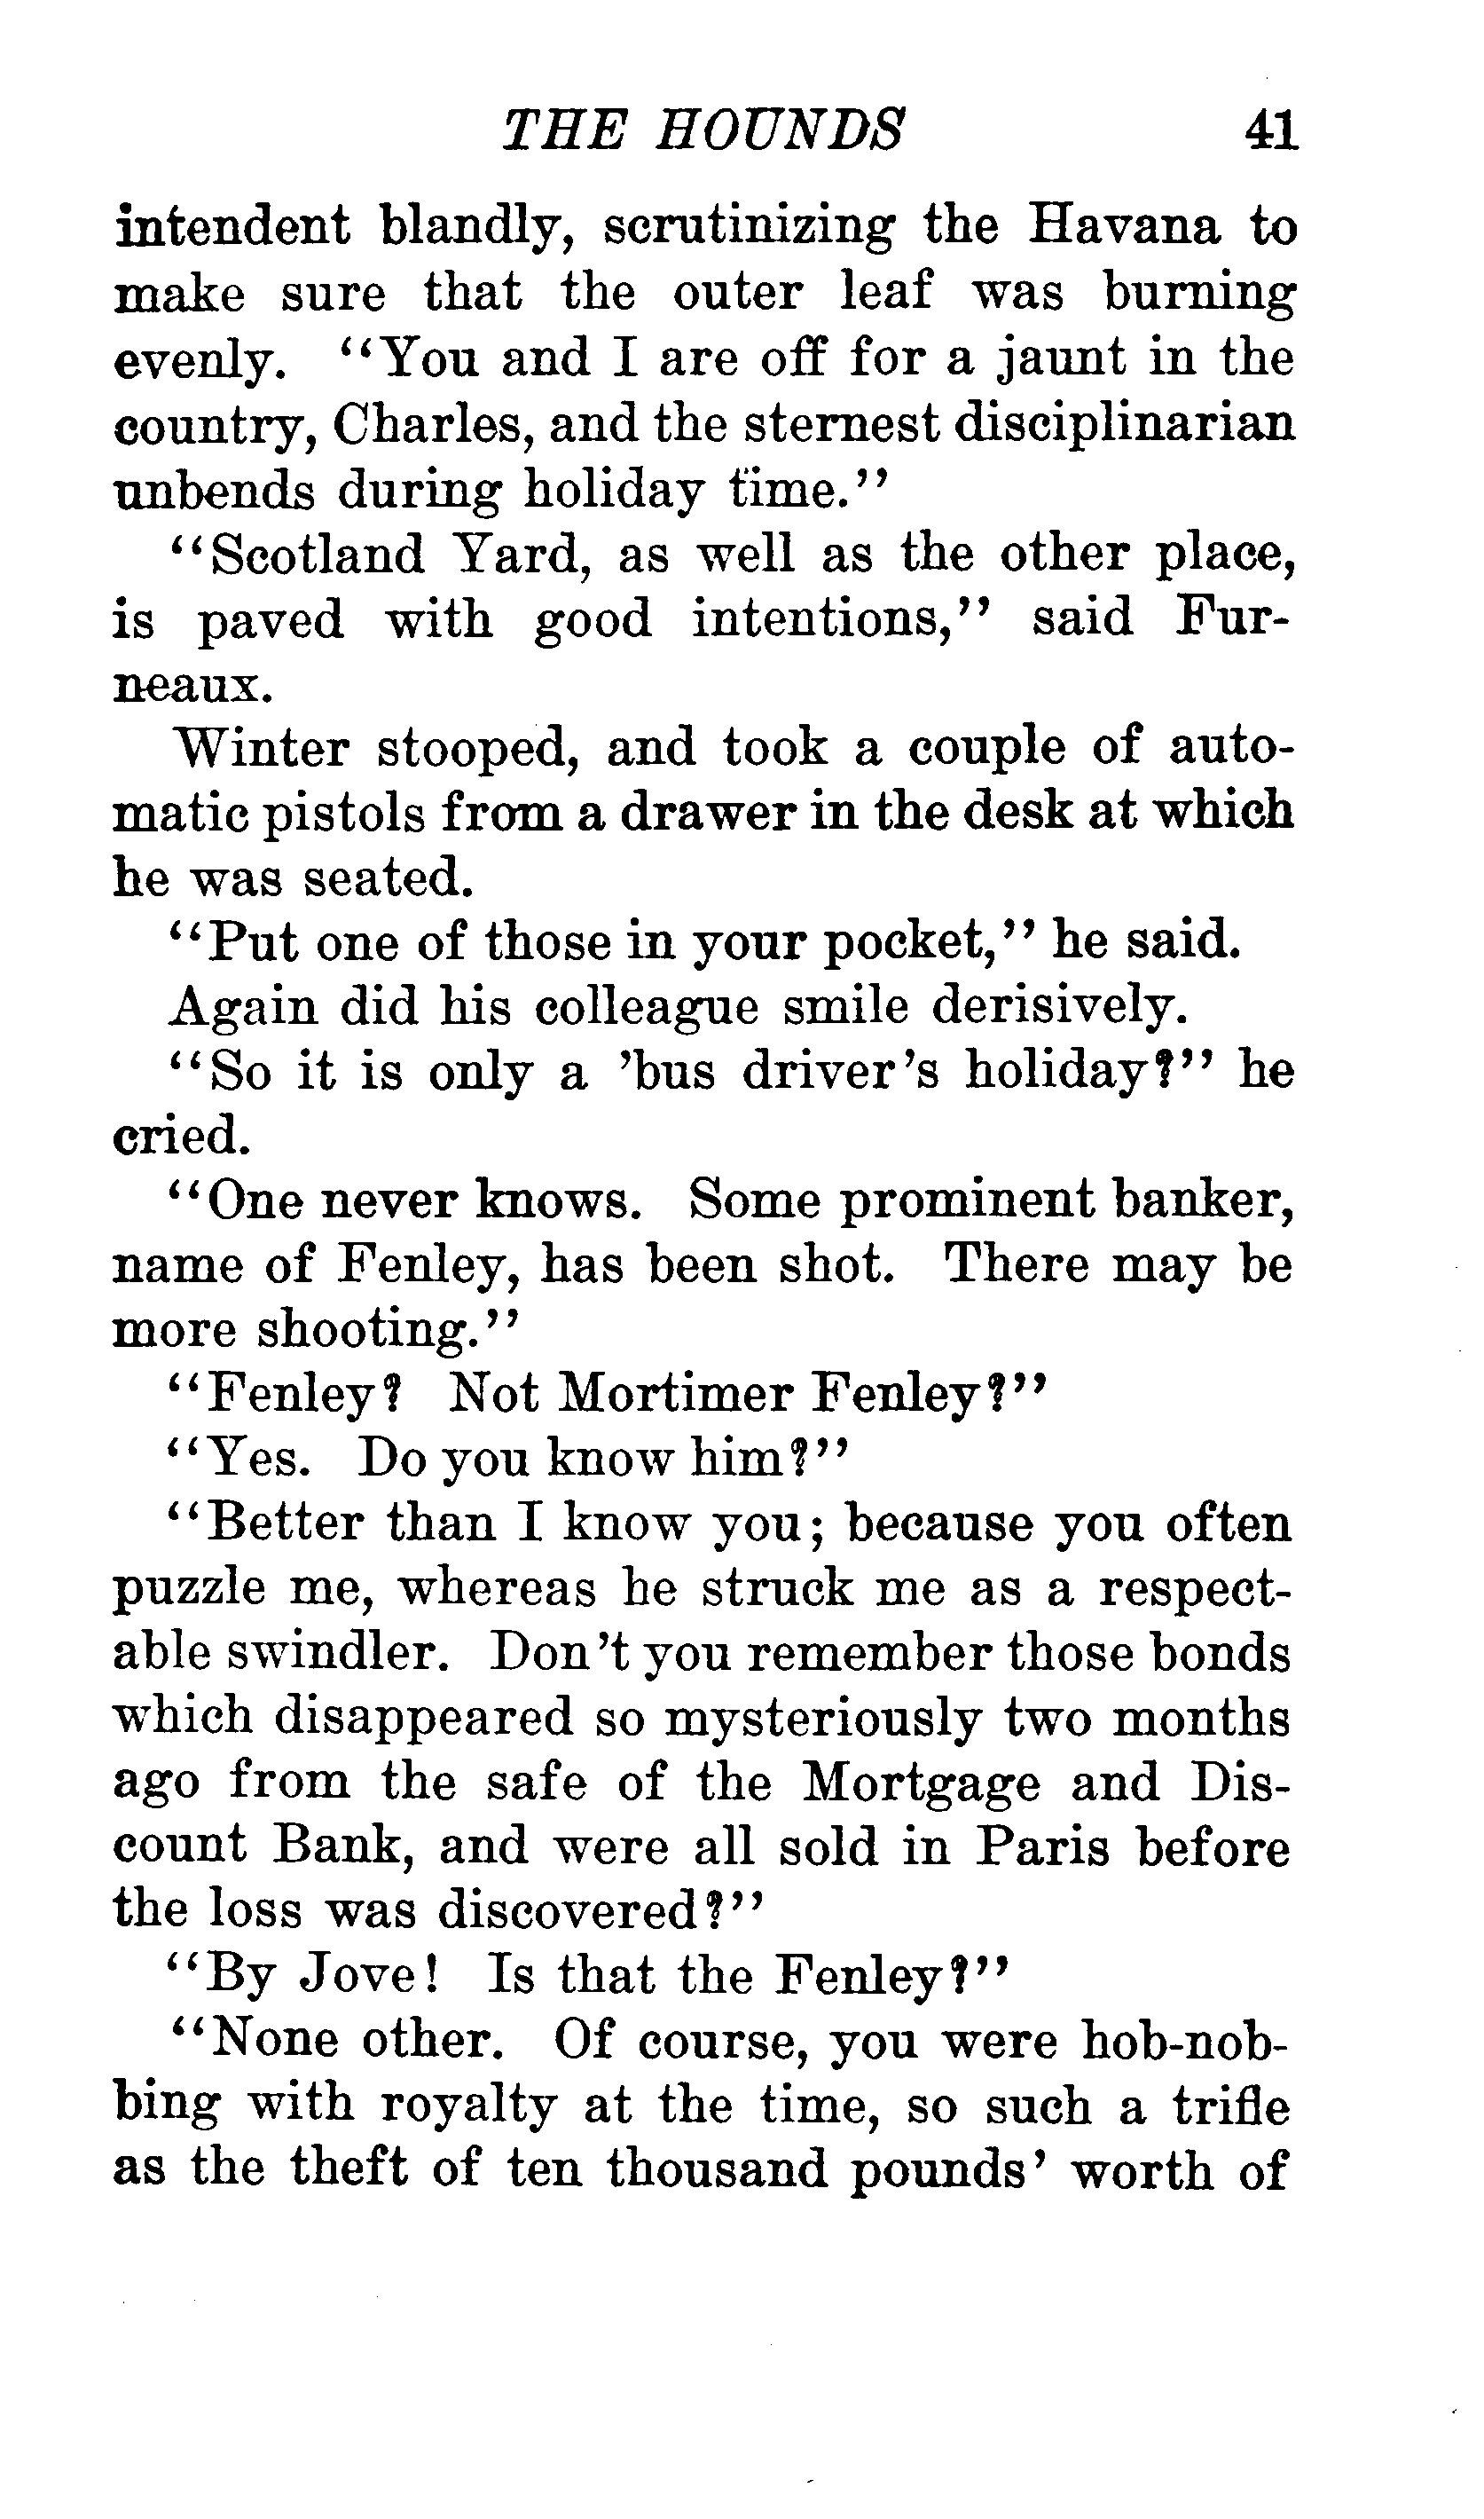 THE HOUNDS 41
intendent blandly, scrutinizing the Havana to
make sure that the outer leaf was burning
evenly. "You and I are off for a jaunt in the
country, Charles, and the sternest disciplinarian
unbends during holiday time."
"Scotland Yard, as well as the other place,
is paved with good intentions," said Fur-
neaux.
Winter stooped, and took a couple of auto-
matic pistols from a drawer in the desk at which
he was seated.
"Put one of those in your pocket," he said.
Again did his colleague smile derisively.
"So it is only a 'bus driver's holiday?" he
cried.
"One never knows. Some prominent banker,
name of Fenley, has been shot. There may be
more shooting."
"Fenley? Not Mortimer Fenley?"
"Yes. Do you know him?"
"Better than I know you; because you often
puzzle me, whereas he struck me as a respect-
able swindler. Don't you remember those bonds
which disappeared so mysteriously two months
ago from the safe of the Mortgage and Dis-
count Bank, and were all sold in Paris before
the loss was discovered?"
"By Jove! Is that the Fenley?"
"None other. Of course, you were hob-nob-
bing with royalty at the time, so such a trifle
as the theft of ten thousand pounds' worth of